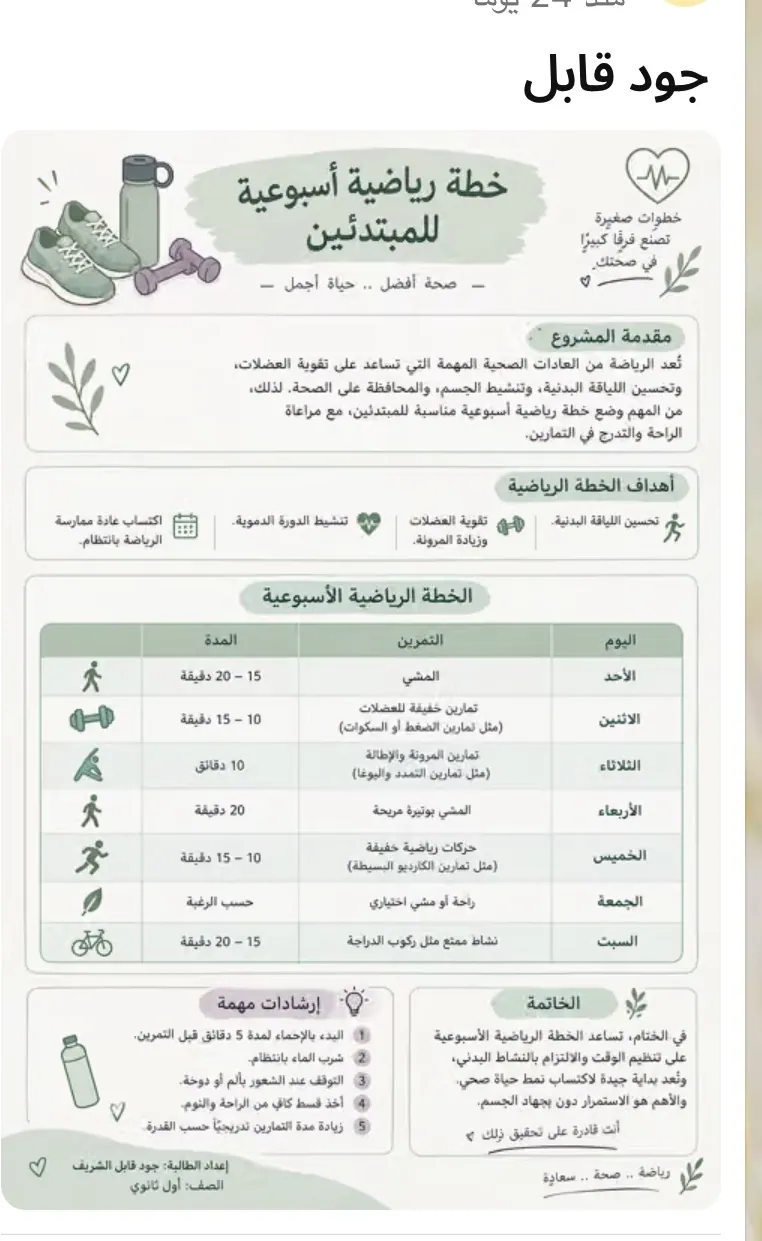 منذ 24 يومًا
جود قابل
خطة رياضية أسبوعية
للمبتدئين
— صحة أفضل .. حياة أجمل —
خطوات صغيرة
تصنع فرقًا كبيرًا
في صحتك.
مقدمة المشروع
تُعد الرياضة من العادات الصحية المهمة التي تساعد على تقوية العضلات،
وتحسين اللياقة البدنية، وتنشيط الجسم، والمحافظة على الصحة. لذلك،
من المهم وضع خطة رياضية أسبوعية مناسبة للمبتدئين، مع مراعاة
الراحة والتدرج في التمارين.
أهداف الخطة الرياضية
تحسين اللياقة البدنية.
تقوية العضلات
وزيادة المرونة.
تنشيط الدورة الدموية.
اكتساب عادة ممارسة
الرياضة بانتظام.
الخطة الرياضية الأسبوعية
اليوم التمرين المدة
الأحد المشي 15 – 20 دقيقة
الاثنين تمارين خفيفة للعضلات 10 – 15 دقيقة
(مثل تمارين الضغط أو السكوات)
الثلاثاء تمارين المرونة والإطالة 10 دقائق
(مثل تمارين التمدد واليوغا)
الأربعاء المشي بوتيرة مريحة 20 دقيقة
الخميس حركات رياضية خفيفة 10 – 15 دقيقة
(مثل تمارين الكارديو البسيطة)
الجمعة راحة أو مشي اختياري حسب الرغبة
السبت نشاط ممتع مثل ركوب الدراجة 15 – 20 دقيقة
الخاتمة
في الختام، تساعد الخطة الرياضية الأسبوعية
على تنظيم الوقت والالتزام بالنشاط البدني،
وتُعد بداية جيدة لاكتساب نمط حياة صحي.
والأهم هو الاستمرار دون إجهاد الجسم.
أنت قادرة على تحقيق ذلك
رياضة .. صحة .. سعادة
إرشادات مهمة
1 البدء بالإحماء لمدة 5 دقائق قبل التمرين.
2 شرب الماء بانتظام.
3 التوقف عند الشعور بألم أو دوخة.
4 أخذ قسط كافٍ من الراحة والنوم.
5 زيادة مدة التمارين تدريجيًا حسب القدرة.
إعداد الطالبة: جود قابل الشريف
الصف: أول ثانوي